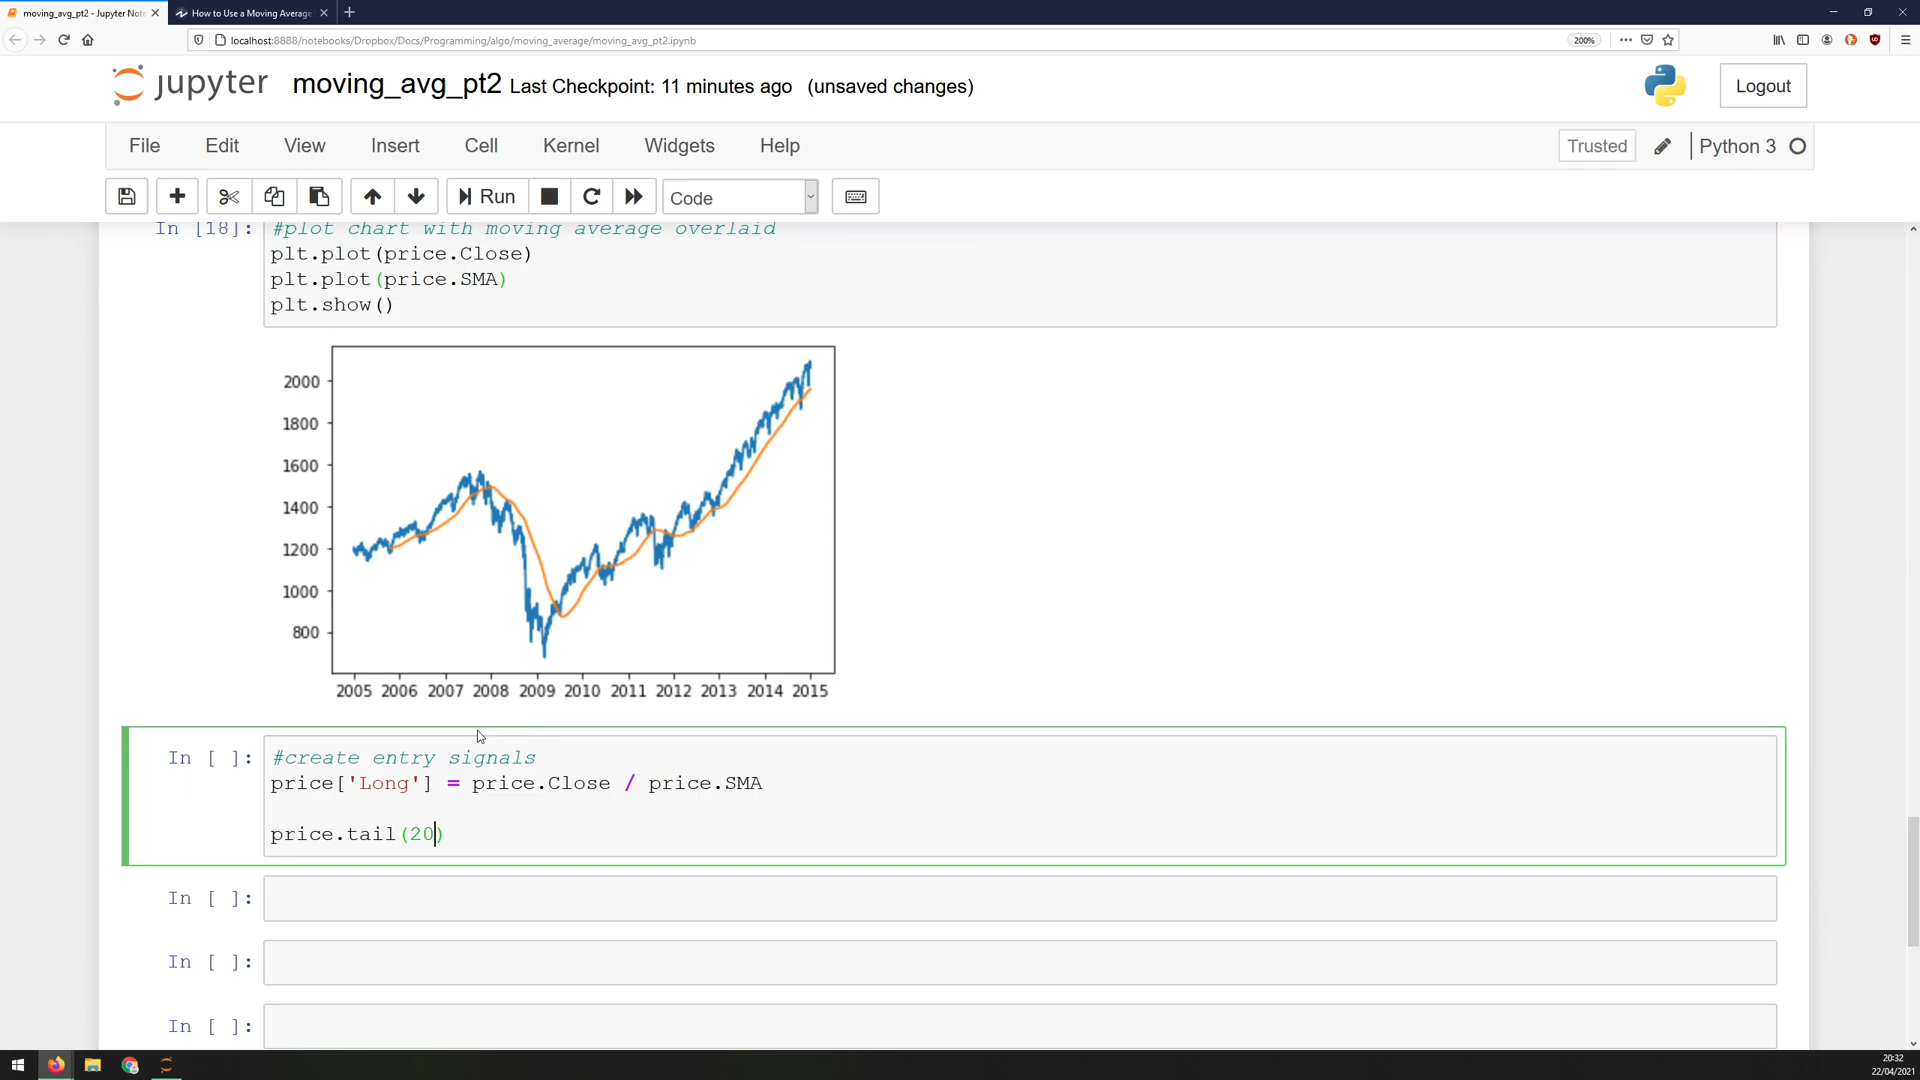 moving_avg_pt2 - Jupyter Note
How to Use a Moving Average
localhost:8888/notebooks/Dropbox/Docs/Programming/algo/moving_average/moving_avg_pt2.ipynb
200%
jupyter
moving_avg_pt2 Last Checkpoint: 11 minutes ago (unsaved changes)
Logout
File Edit View Insert Cell Kernel Widgets Help
Trusted
Python 3
Run
Code
In [18]: #plot chart with moving average overlaid
plt.plot(price.Close)
plt.plot(price.SMA)
plt.show()
2000
1800
1600
1400
1200
1000
800
2005 2006 2007 2008 2009 2010 2011 2012 2013 2014 2015
In [ ]: #create entry signals
price['Long'] = price.Close / price.SMA
price.tail(20)
In [ ]:
In [ ]:
In [ ]:
20:32
22/04/2021